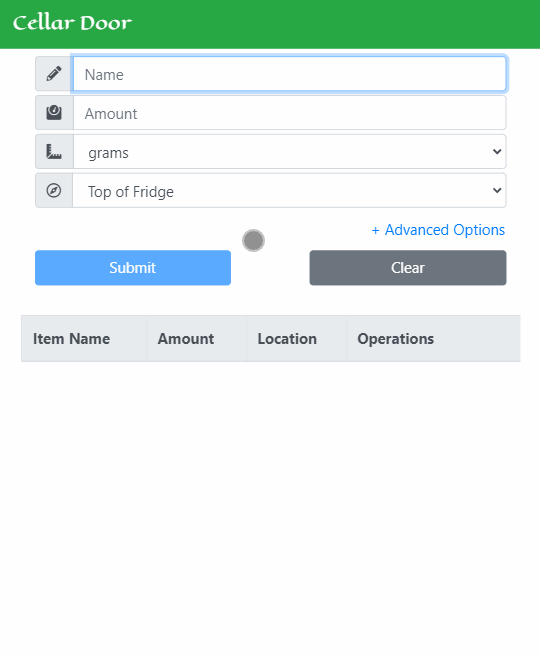 Cellar Door
Name
Amount
grams
Top of Fridge
+ Advanced Options
Submit Clear
Item Name Amount Location Operations